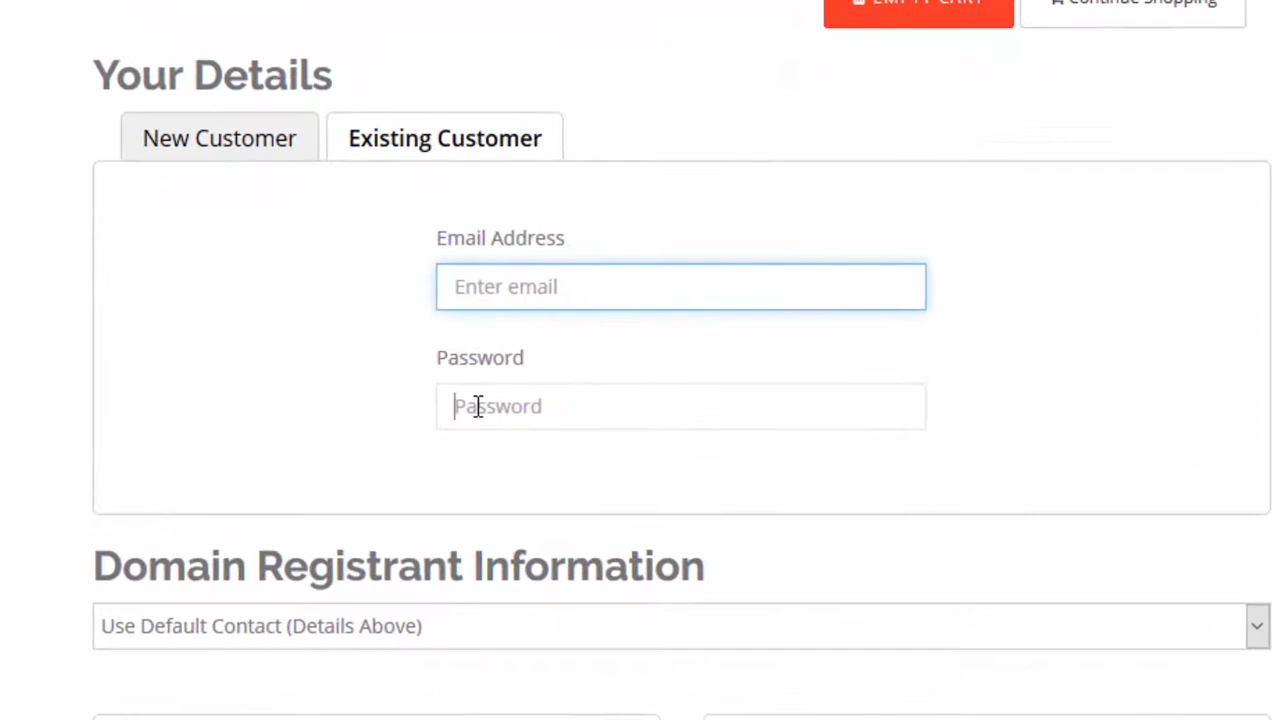 EMPTY CART
Continue Shopping
Your Details
New Customer
Existing Customer
Email Address
Enter email
Password
Password
Domain Registrant Information
Use Default Contact (Details Above)